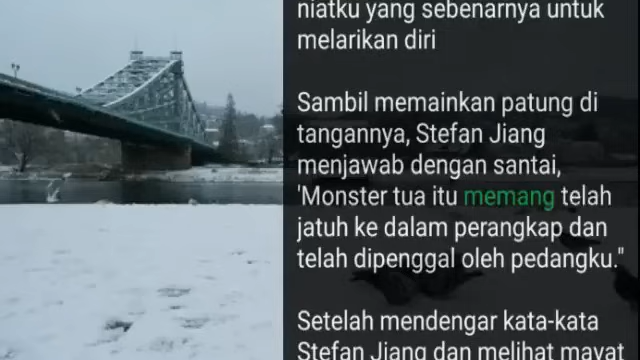 niatku yang sebenarnya untuk
melarikan diri
Sambil memainkan patung di
tangannya, Stefan Jiang
menjawab dengan santai,
'Monster tua itu memang telah
jatuh ke dalam perangkap dan
telah dipenggal oleh pedangku."
Setelah mendengar kata-kata
Stefan Jiang dan melihat mayat